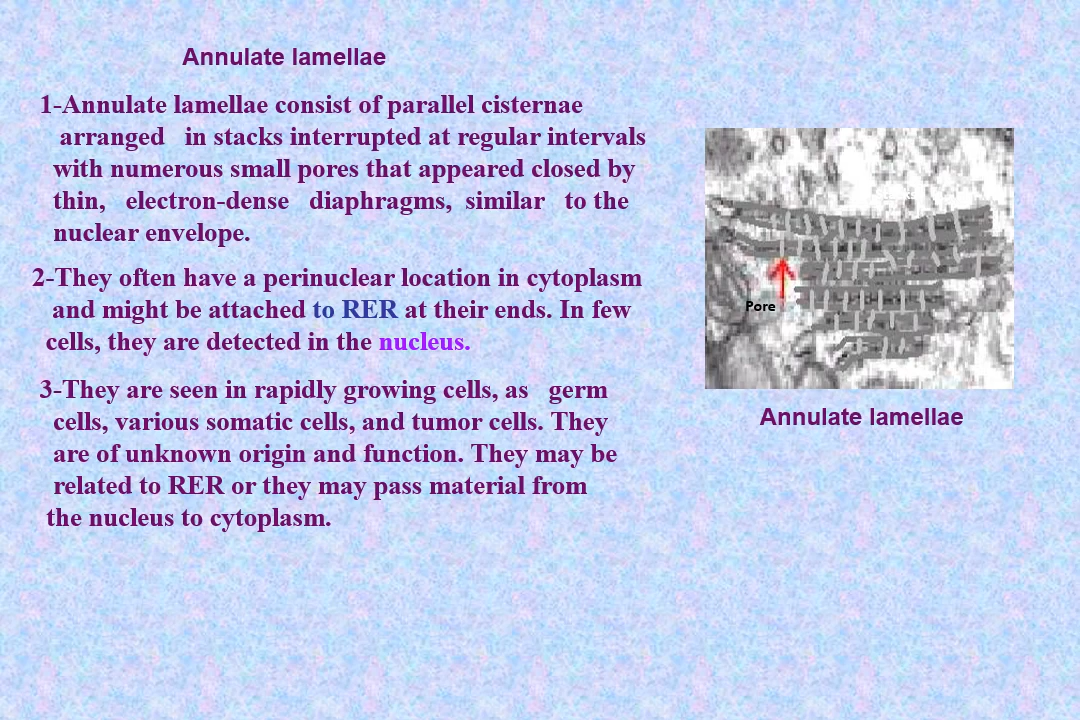 Annulate lamellae
1-Annulate lamellae consist of parallel cisternae
arranged in stacks interrupted at regular intervals
with numerous small pores that appeared closed by
thin, electron-dense diaphragms, similar to the
nuclear envelope.
2-They often have a perinuclear location in cytoplasm
and might be attached to RER at their ends. In few
cells, they are detected in the nucleus.
3-They are seen in rapidly growing cells, as germ
cells, various somatic cells, and tumor cells. They
are of unknown origin and function. They may be
related to RER or they may pass material from
the nucleus to cytoplasm.
Pore
Annulate lamellae